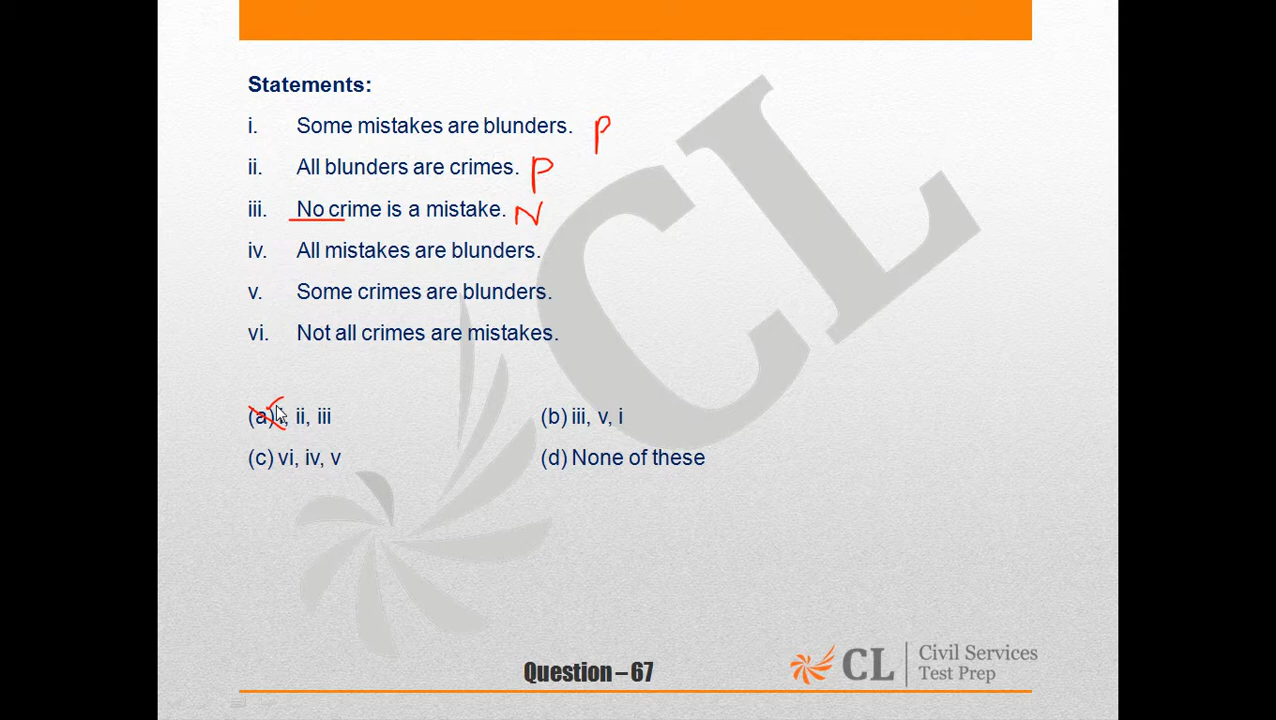 Statements:
i. Some mistakes are blunders. P
ii. All blunders are crimes. P
iii. No crime is a mistake. N
iv. All mistakes are blunders.
v. Some crimes are blunders.
vi. Not all crimes are mistakes.
(a) i, ii, iii (b) iii, v, i
(c) vi, iv, v (d) None of these
CL
Question – 67
CL Civil Services
Test Prep